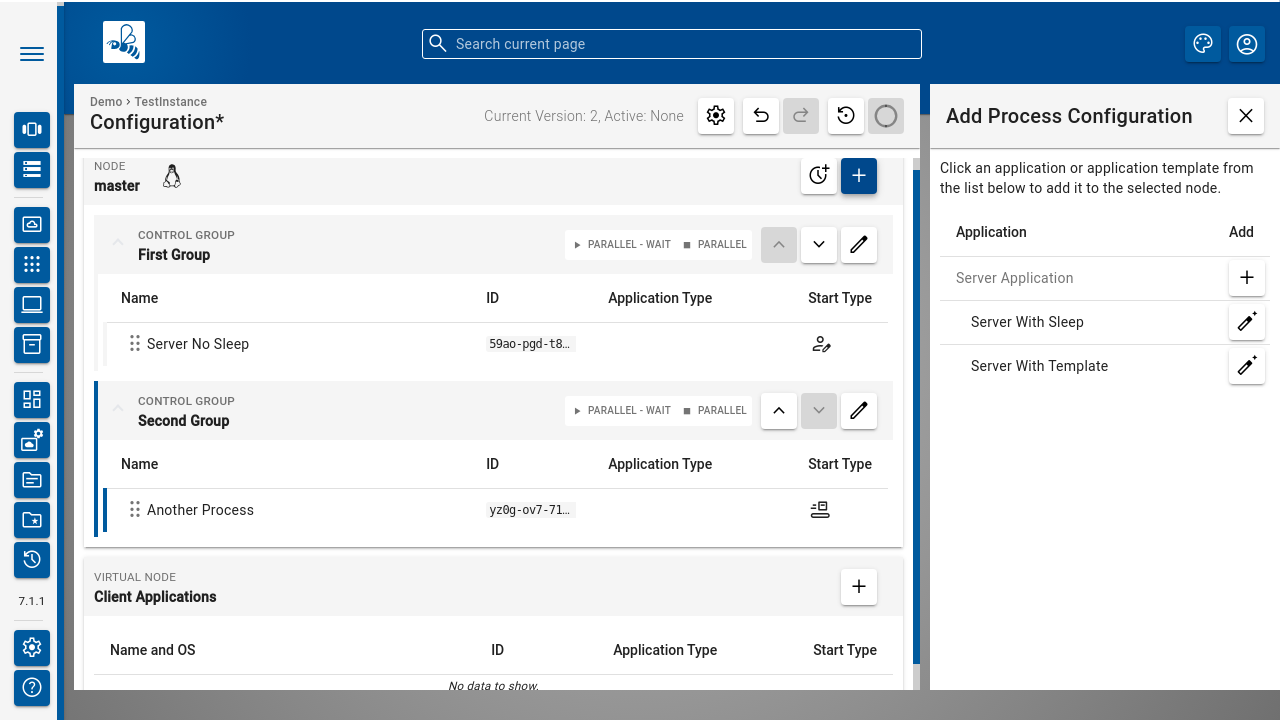 Search current page
Demo › TestInstance
Configuration*
Current Version: 2, Active: None
Add Process Configuration
Click an application or application template from
the list below to add it to the selected node.
Application Add
Server Application
Server With Sleep
Server With Template
NODE
master
CONTROL GROUP
First Group
PARALLEL - WAIT PARALLEL
Name ID Application Type Start Type
Server No Sleep 59ao-pgd-t8…
CONTROL GROUP
Second Group
PARALLEL - WAIT PARALLEL
Name ID Application Type Start Type
Another Process yz0g-ov7-71…
VIRTUAL NODE
Client Applications
Name and OS ID Application Type Start Type
No data to show.
7.1.1